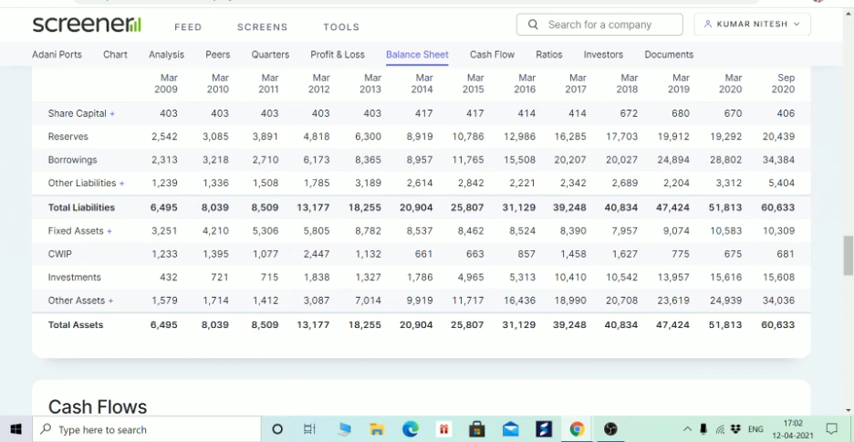 screener
FEED SCREENS TOOLS
Search for a company
KUMAR NITESH
Adani Ports Chart Analysis Peers Quarters Profit & Loss Balance Sheet Cash Flow Ratios Investors Documents
Mar 2009 Mar 2010 Mar 2011 Mar 2012 Mar 2013 Mar 2014 Mar 2015 Mar 2016 Mar 2017 Mar 2018 Mar 2019 Mar 2020 Sep 2020
Share Capital + 403 403 403 403 403 417 417 414 414 672 680 670 406
Reserves 2,542 3,085 3,891 4,818 6,300 8,919 10,786 12,986 16,285 17,703 19,912 19,292 20,439
Borrowings 2,313 3,218 2,710 6,173 8,365 8,957 11,765 15,508 20,207 20,027 24,894 28,802 34,384
Other Liabilities + 1,239 1,336 1,508 1,785 3,189 2,614 2,842 2,221 2,342 2,689 2,204 3,312 5,404
Total Liabilities 6,495 8,039 8,509 13,177 18,255 20,904 25,807 31,129 39,248 40,834 47,424 51,813 60,633
Fixed Assets + 3,251 4,210 5,306 5,805 8,782 8,537 8,462 8,524 8,390 7,957 9,074 10,583 10,309
CWIP 1,233 1,395 1,077 2,447 1,132 661 663 857 1,458 1,627 775 675 681
Investments 432 721 715 1,838 1,327 1,786 4,965 5,313 10,410 10,542 13,957 15,616 15,608
Other Assets + 1,579 1,714 1,412 3,087 7,014 9,919 11,717 16,436 18,990 20,708 23,619 24,939 34,036
Total Assets 6,495 8,039 8,509 13,177 18,255 20,904 25,807 31,129 39,248 40,834 47,424 51,813 60,633
Cash Flows
Type here to search
ENG
17:02
12-04-2021